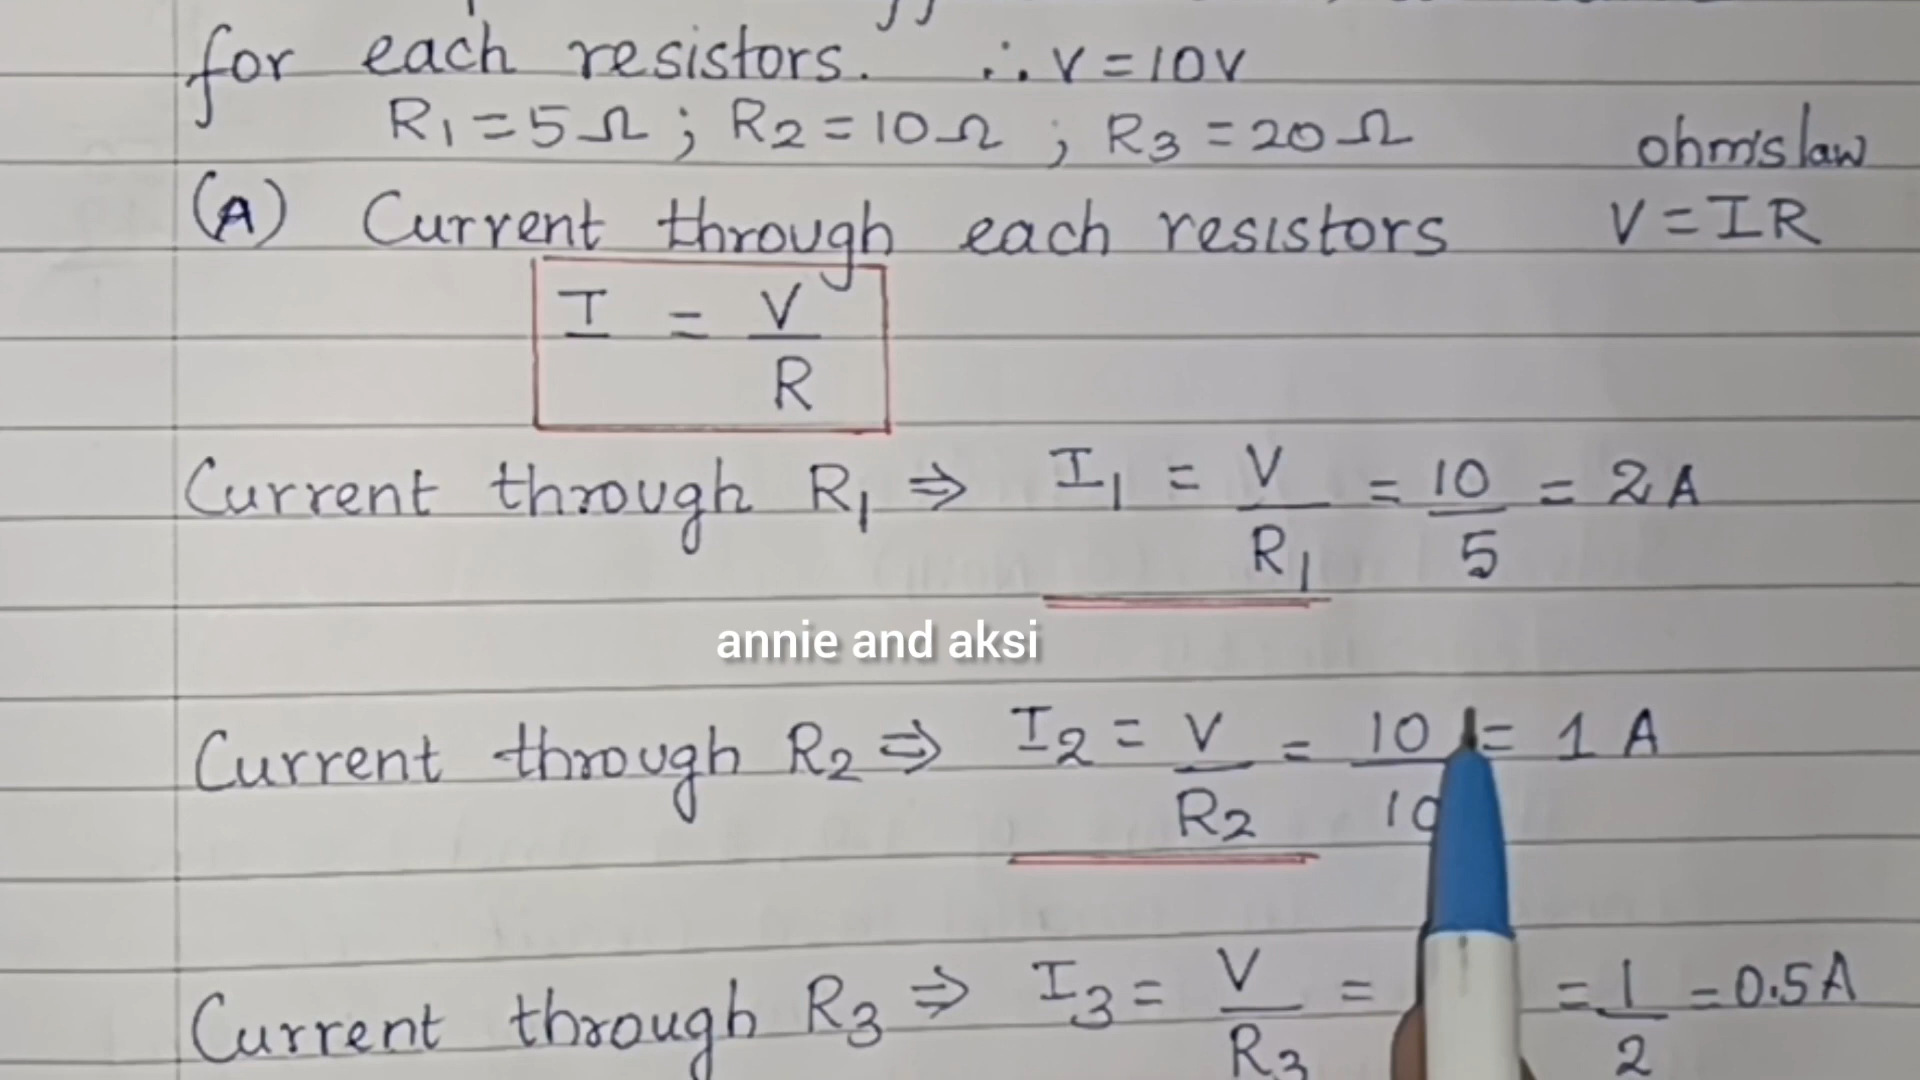 for each resistors. ∴ V = 10V
R1 = 5Ω ; R2 = 10Ω ; R3 = 20Ω
ohm's law
(A) Current through each resistors
V = IR
I = V/R
Current through R1 ⇒ I1 = V/R1 = 10/5 = 2 A
annie and aksi
Current through R2 ⇒ I2 = V/R2 = 10/10 = 1 A
Current through R3 ⇒ I3 = V/R3 = = 1/2 = 0.5A